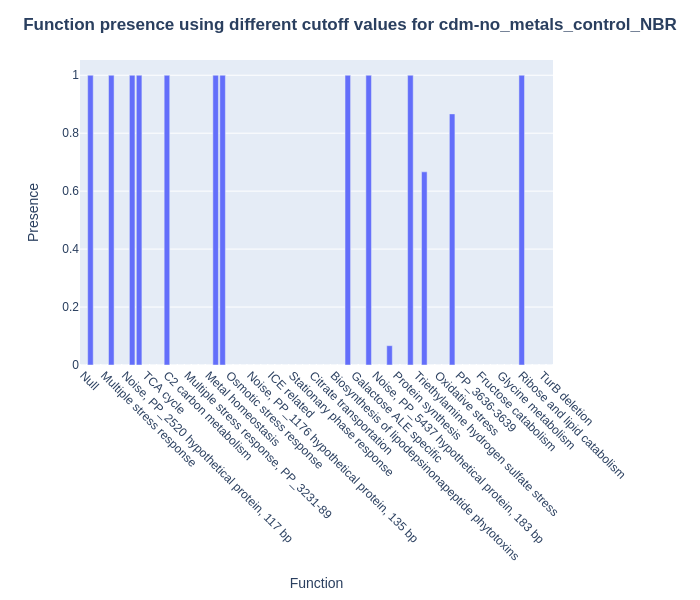 Function presence using different cutoff values for cdm-no_metals_control_NBR
Presence
1
0.8
0.6
0.4
0.2
0
Null
Multiple stress response
Noise, PP_2520 hypothetical protein, 117 bp
TCA cycle
C2 carbon metabolism
Multiple stress response, PP_3231-89
Metal homeostasis
Osmotic stress response
Noise, PP_1176 hypothetical protein, 135 bp
ICE related
Stationary phase response
Citrate transportation
Biosynthesis of lipodepsinonapeptide phytotoxins
Galactose ALE specific
Noise, PP_5437 hypothetical protein, 183 bp
Protein synthesis
Triethylamine hydrogen sulfate stress
Oxidative stress
PP_3636-3639
Fructose catabolism
Glycine metabolism
Ribose and lipid catabolism
TurB deletion
Function